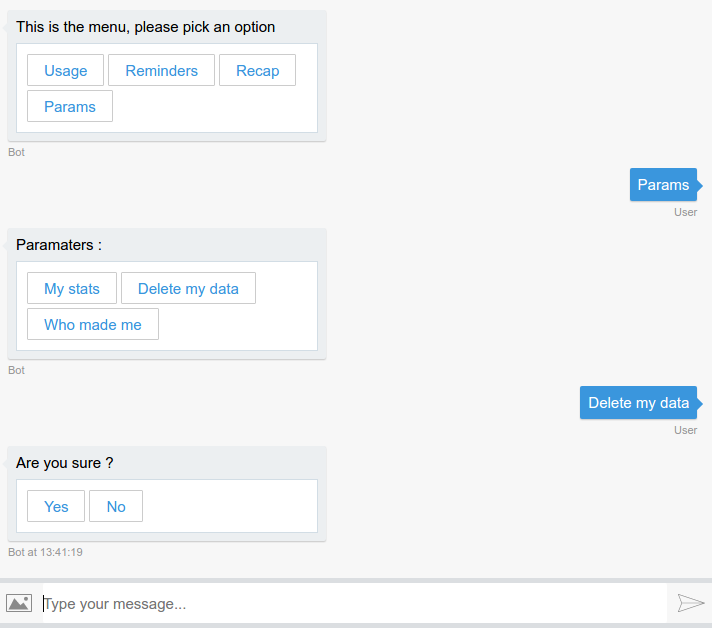 This is the menu, please pick an option
Usage Reminders Recap
Params
Bot
Params
User
Paramaters :
My stats Delete my data
Who made me
Bot
Delete my data
User
Are you sure ?
Yes No
Bot at 13:41:19
Type your message...